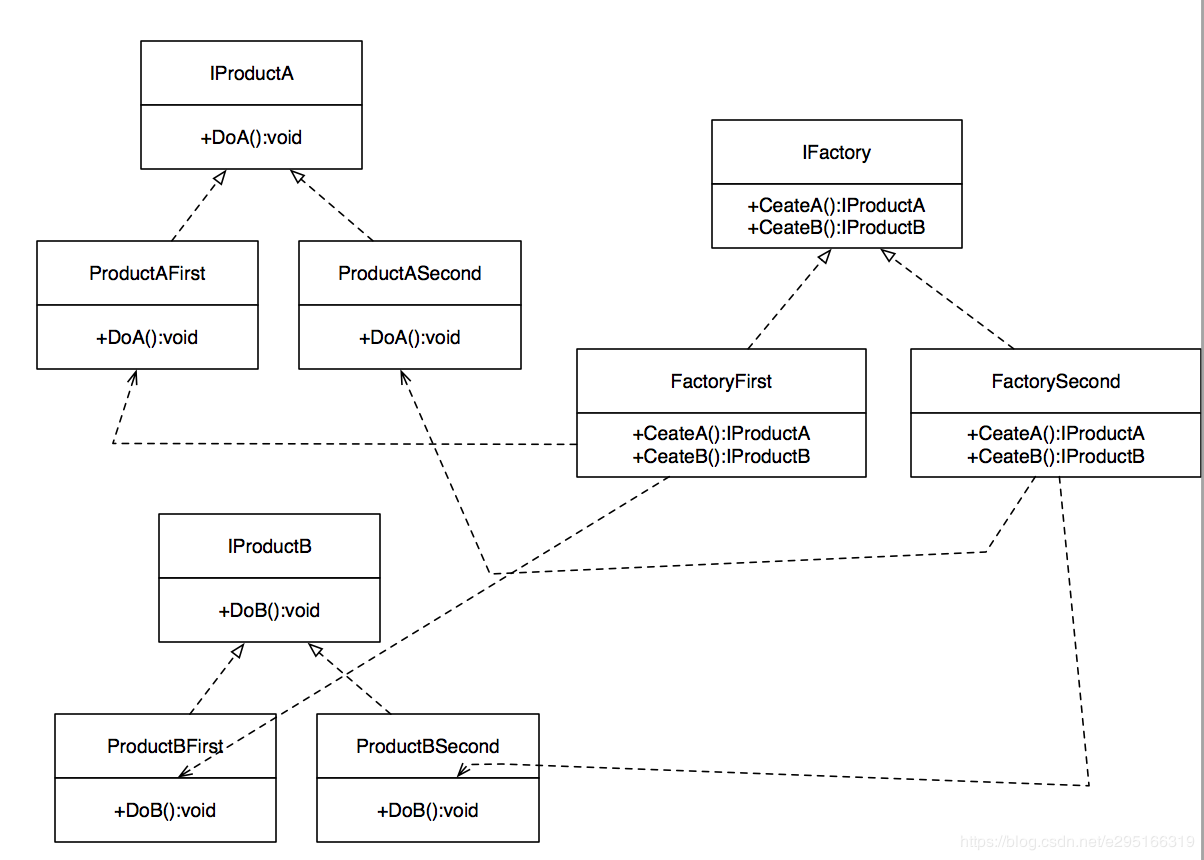 IProductA
+DoA():void
IFactory
+CeateA():IProductA
+CeateB():IProductB
ProductAFirst
+DoA():void
ProductASecond
+DoA():void
FactoryFirst
+CeateA():IProductA
+CeateB():IProductB
FactorySecond
+CeateA():IProductA
+CeateB():IProductB
IProductB
+DoB():void
ProductBFirst
+DoB():void
ProductBSecond
+DoB():void
https://blog.csdn.net/e295166319